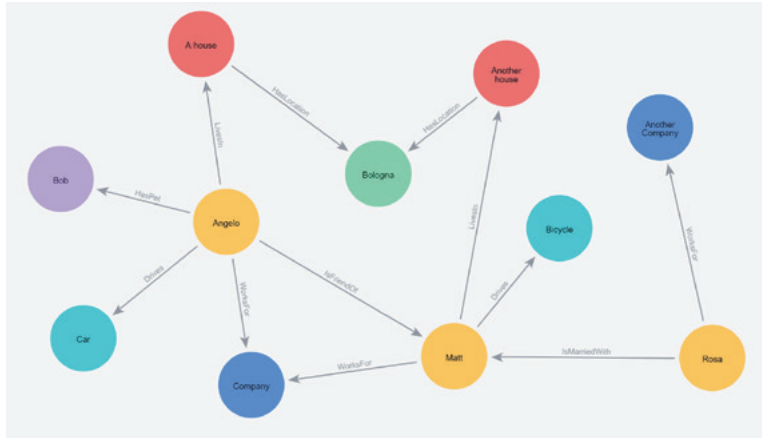 A house
Another
house
HasLocation
HasLocation
Another
Company
LivesIn
Bologna
Bob
HasPet
LivesIn
Angelo
Bicycle
WorksFor
Drives
IsFriendOf
Drives
WorksFor
Car
Matt
IsMarriedWith
Rosa
WorksFor
Company